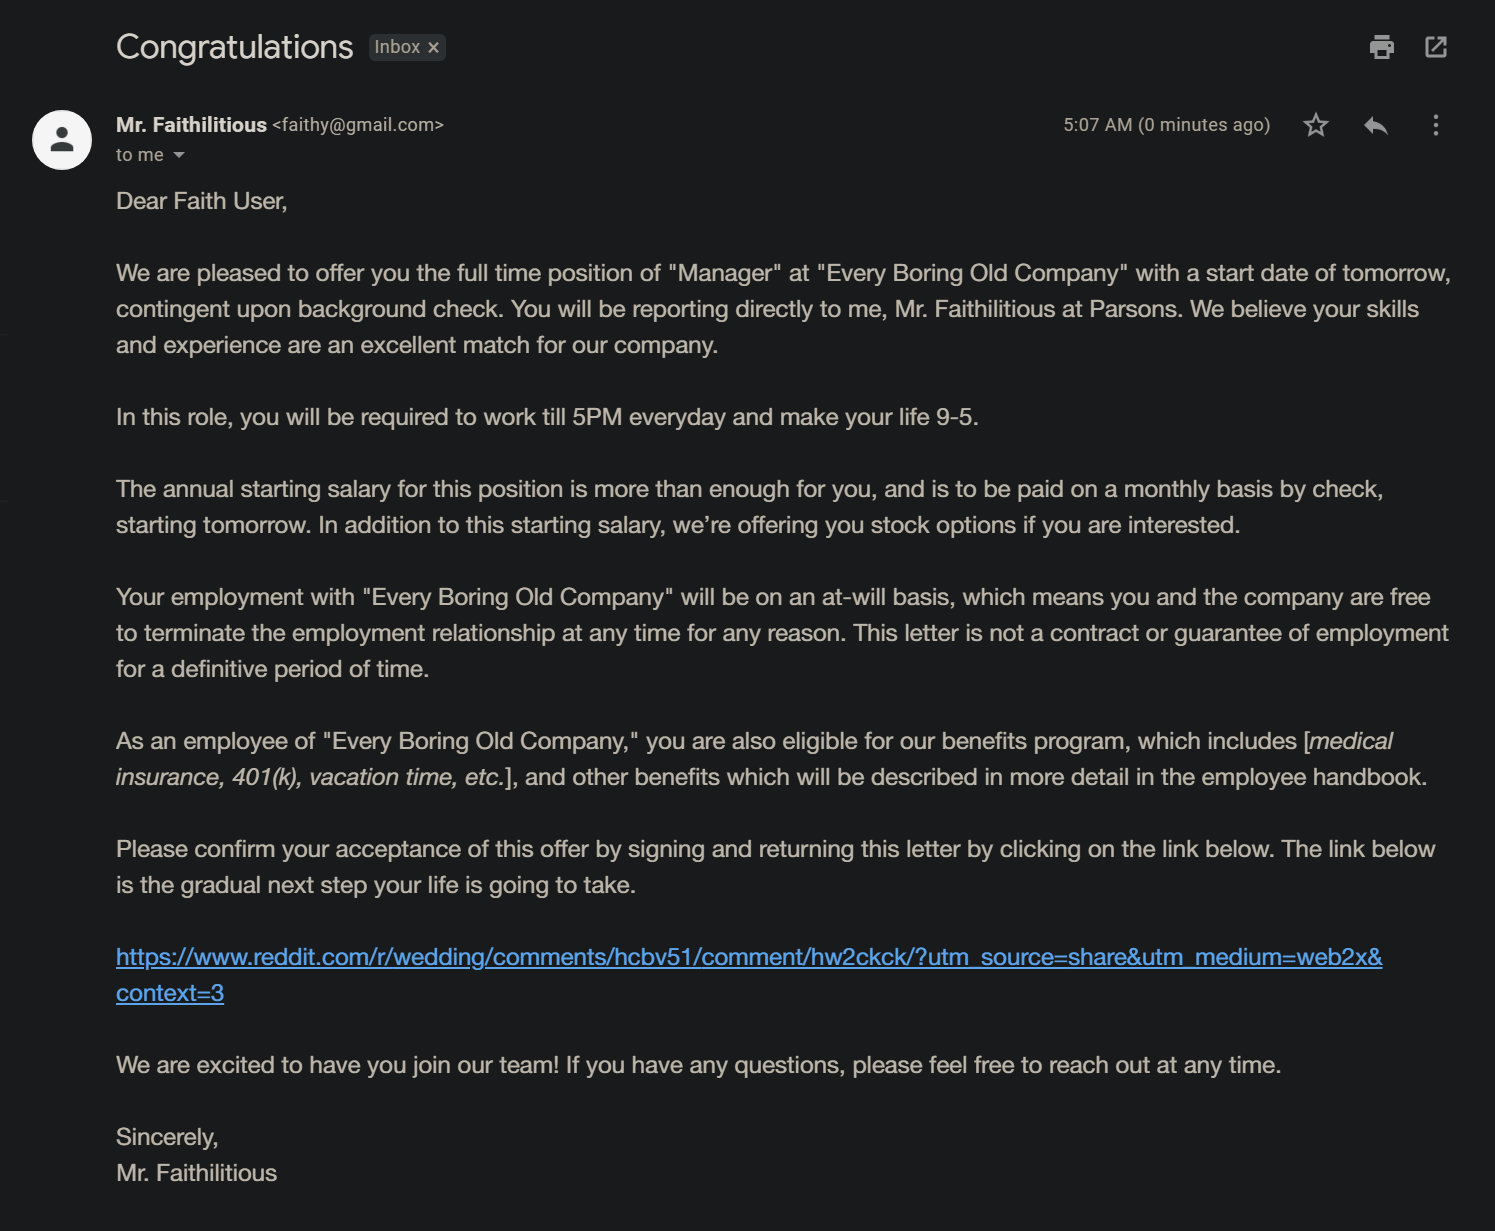 Congratulations Inbox ×
Mr. Faithilitious <faithy@gmail.com> 5:07 AM (0 minutes ago)
to me
Dear Faith User,
We are pleased to offer you the full time position of "Manager" at "Every Boring Old Company" with a start date of tomorrow,
contingent upon background check. You will be reporting directly to me, Mr. Faithilitious at Parsons. We believe your skills
and experience are an excellent match for our company.
In this role, you will be required to work till 5PM everyday and make your life 9-5.
The annual starting salary for this position is more than enough for you, and is to be paid on a monthly basis by check,
starting tomorrow. In addition to this starting salary, we’re offering you stock options if you are interested.
Your employment with "Every Boring Old Company" will be on an at-will basis, which means you and the company are free
to terminate the employment relationship at any time for any reason. This letter is not a contract or guarantee of employment
for a definitive period of time.
As an employee of "Every Boring Old Company," you are also eligible for our benefits program, which includes [medical
insurance, 401(k), vacation time, etc.], and other benefits which will be described in more detail in the employee handbook.
Please confirm your acceptance of this offer by signing and returning this letter by clicking on the link below. The link below
is the gradual next step your life is going to take.
https://www.reddit.com/r/wedding/comments/hcbv51/comment/hw2ckck/?utm_source=share&utm_medium=web2x&
context=3
We are excited to have you join our team! If you have any questions, please feel free to reach out at any time.
Sincerely,
Mr. Faithilitious